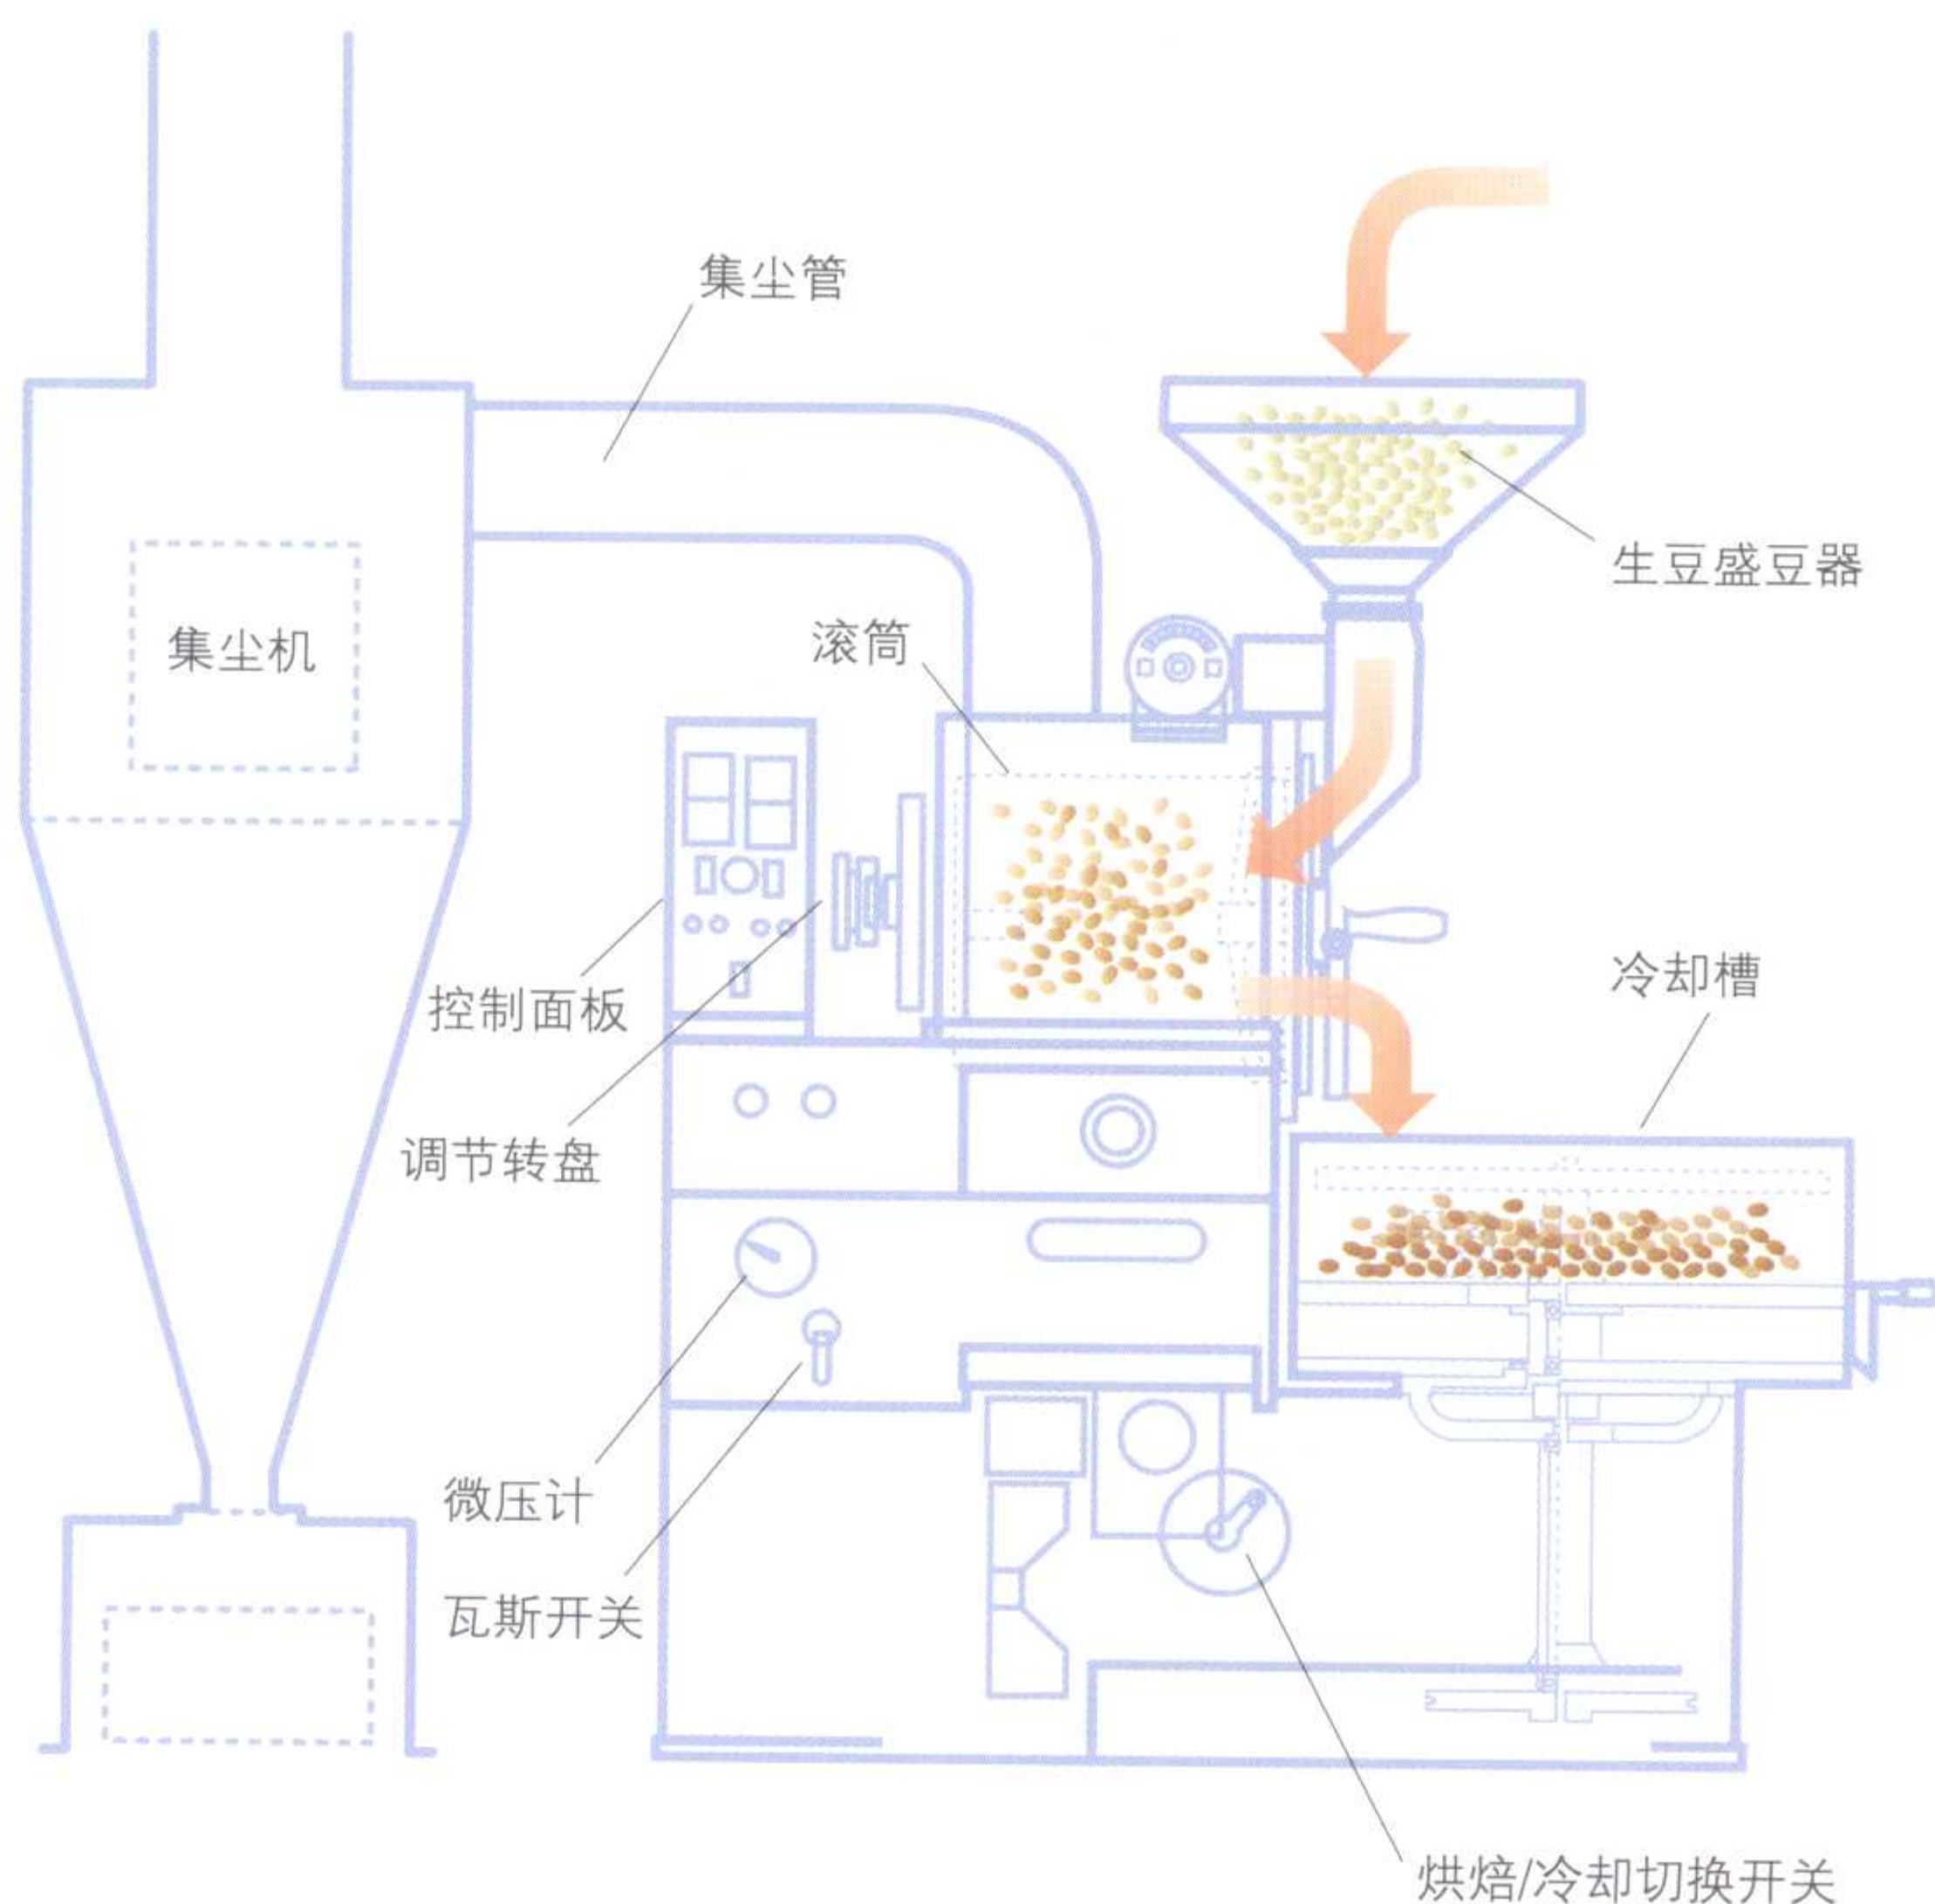 集尘管
生豆盛豆器
滚筒
集尘机
冷却槽
控制面板
调节转盘
微压计
瓦斯开关
烘焙/冷却切换开关